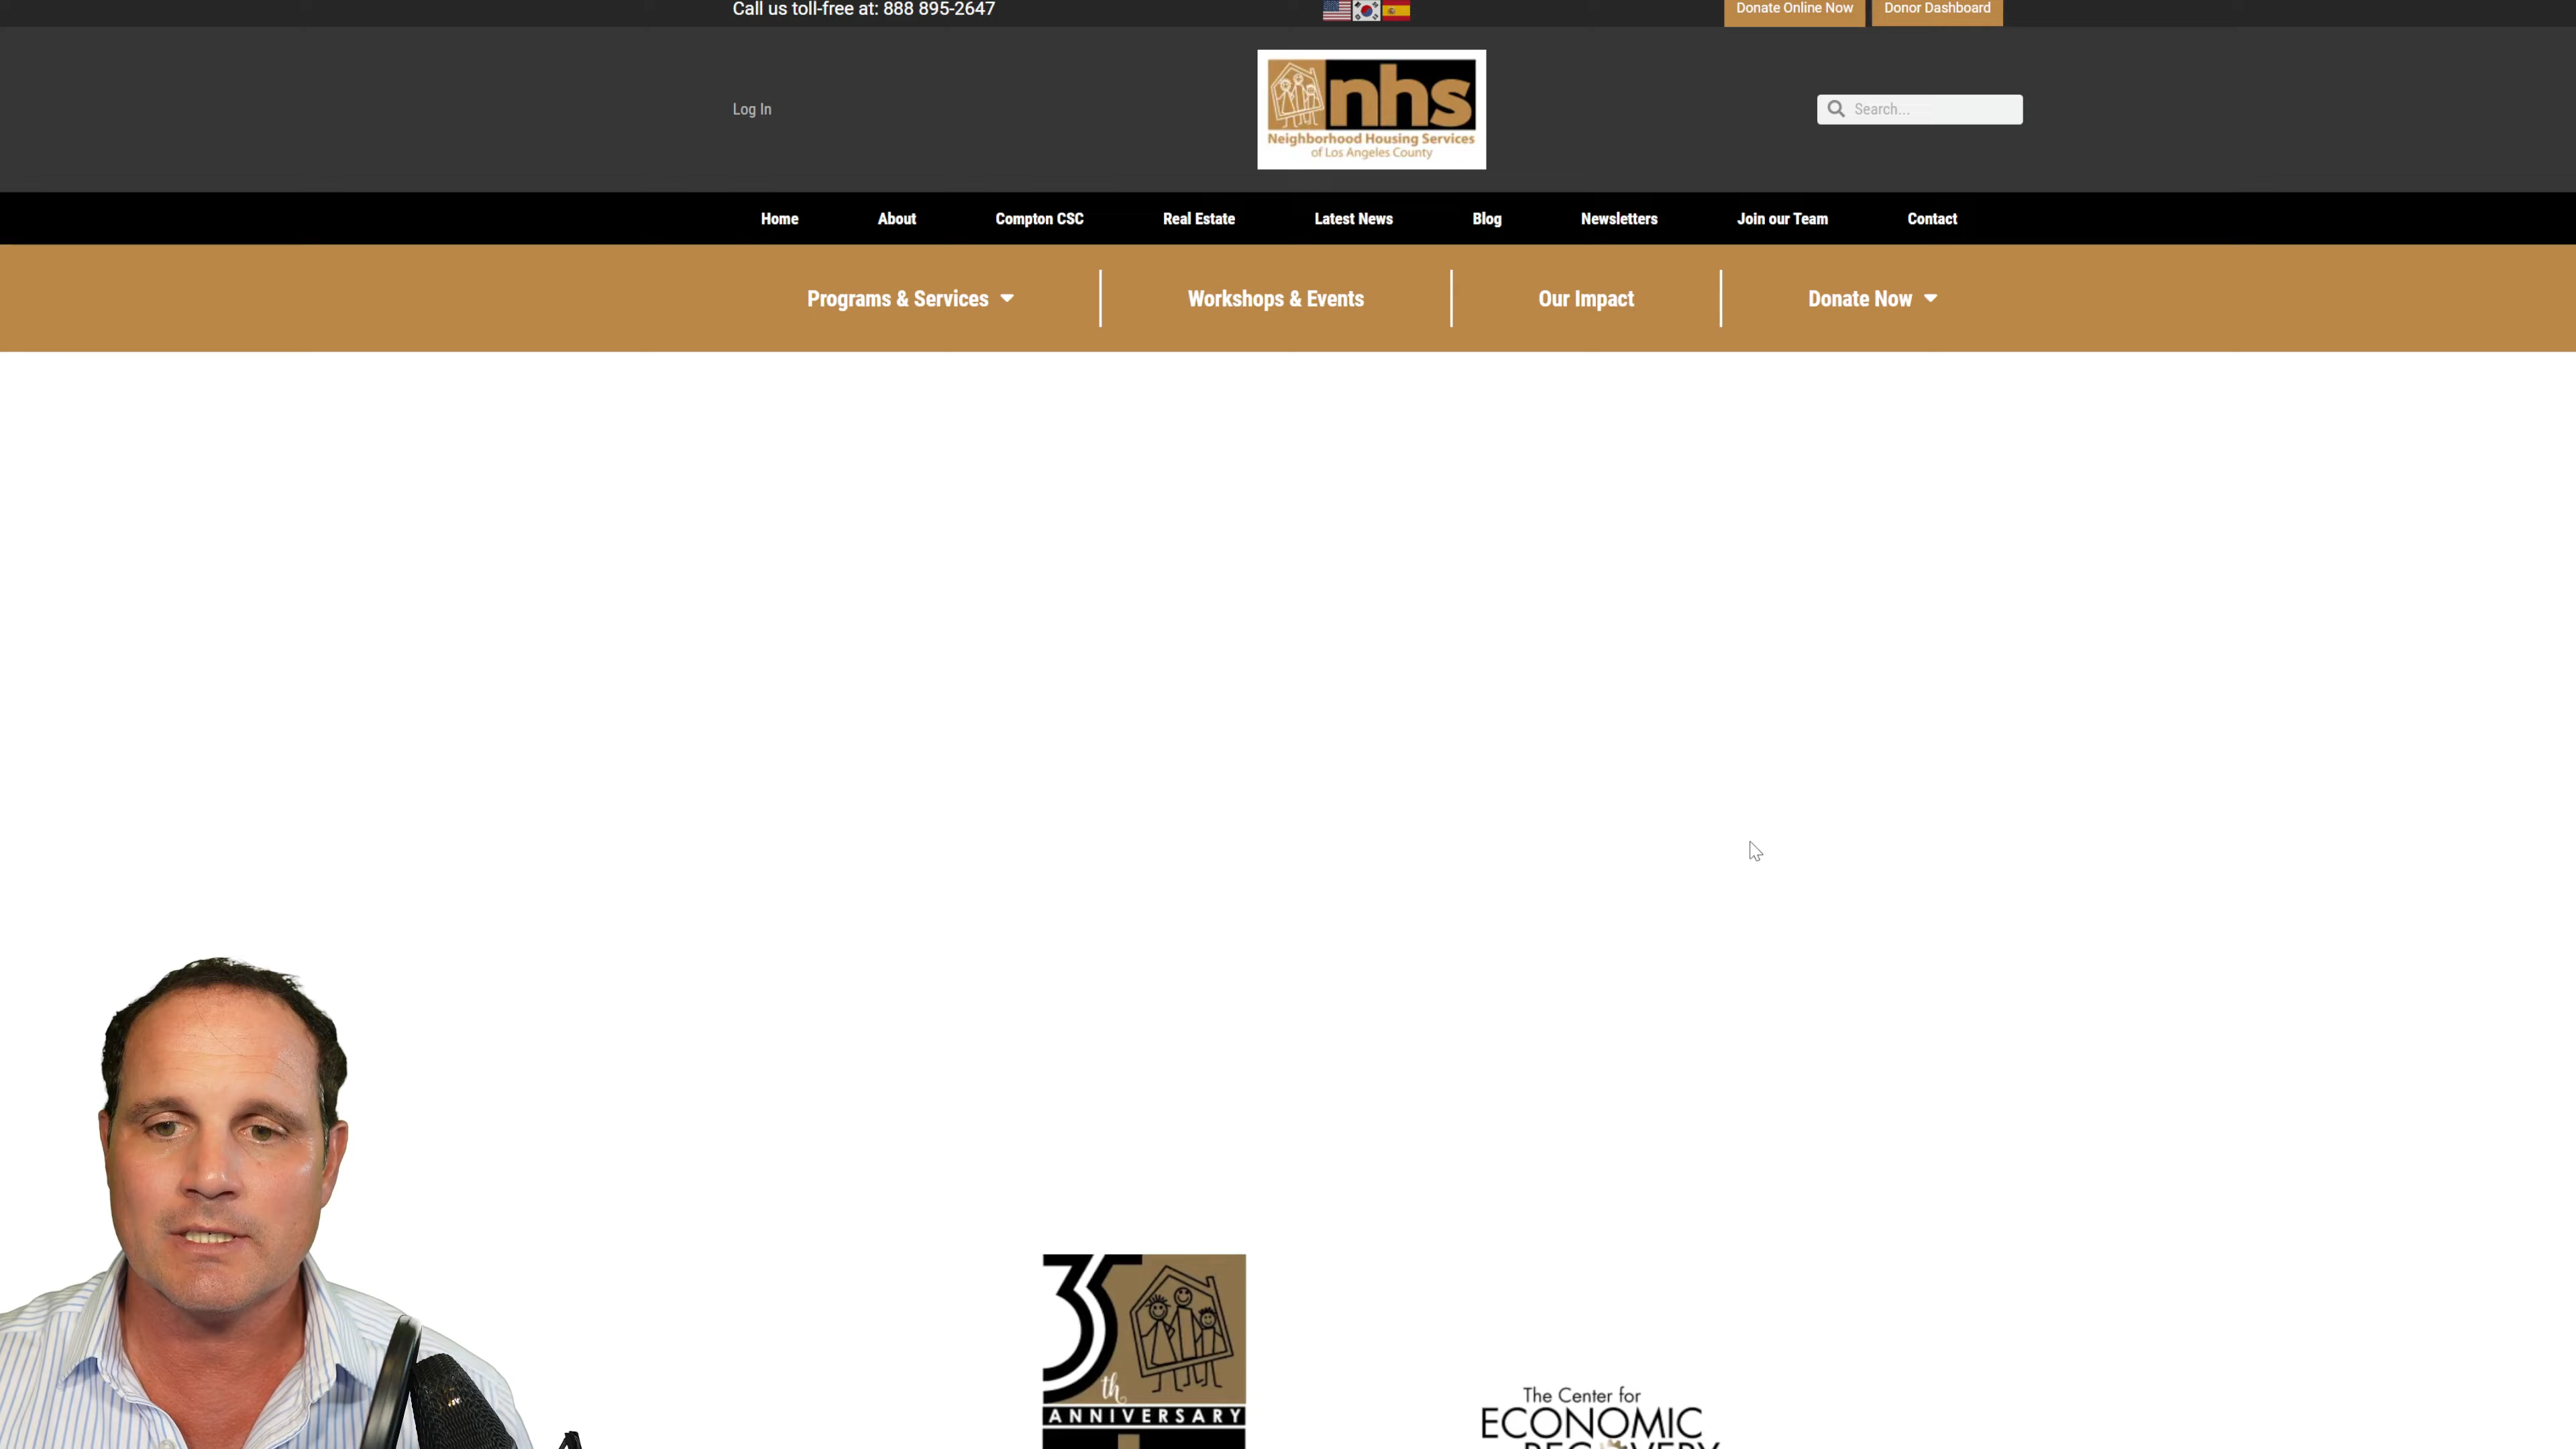 Call us toll-free at: 888 895-2647
Donate Online Now
Donor Dashboard
Log In
nhs
Neighborhood Housing Services
of Los Angeles County
Search...
Home
About
Compton CSC
Real Estate
Latest News
Blog
Newsletters
Join our Team
Contact
Programs & Services
Workshops & Events
Our Impact
Donate Now
35th
ANNIVERSARY
The Center for
ECONOMIC
RECOVERY